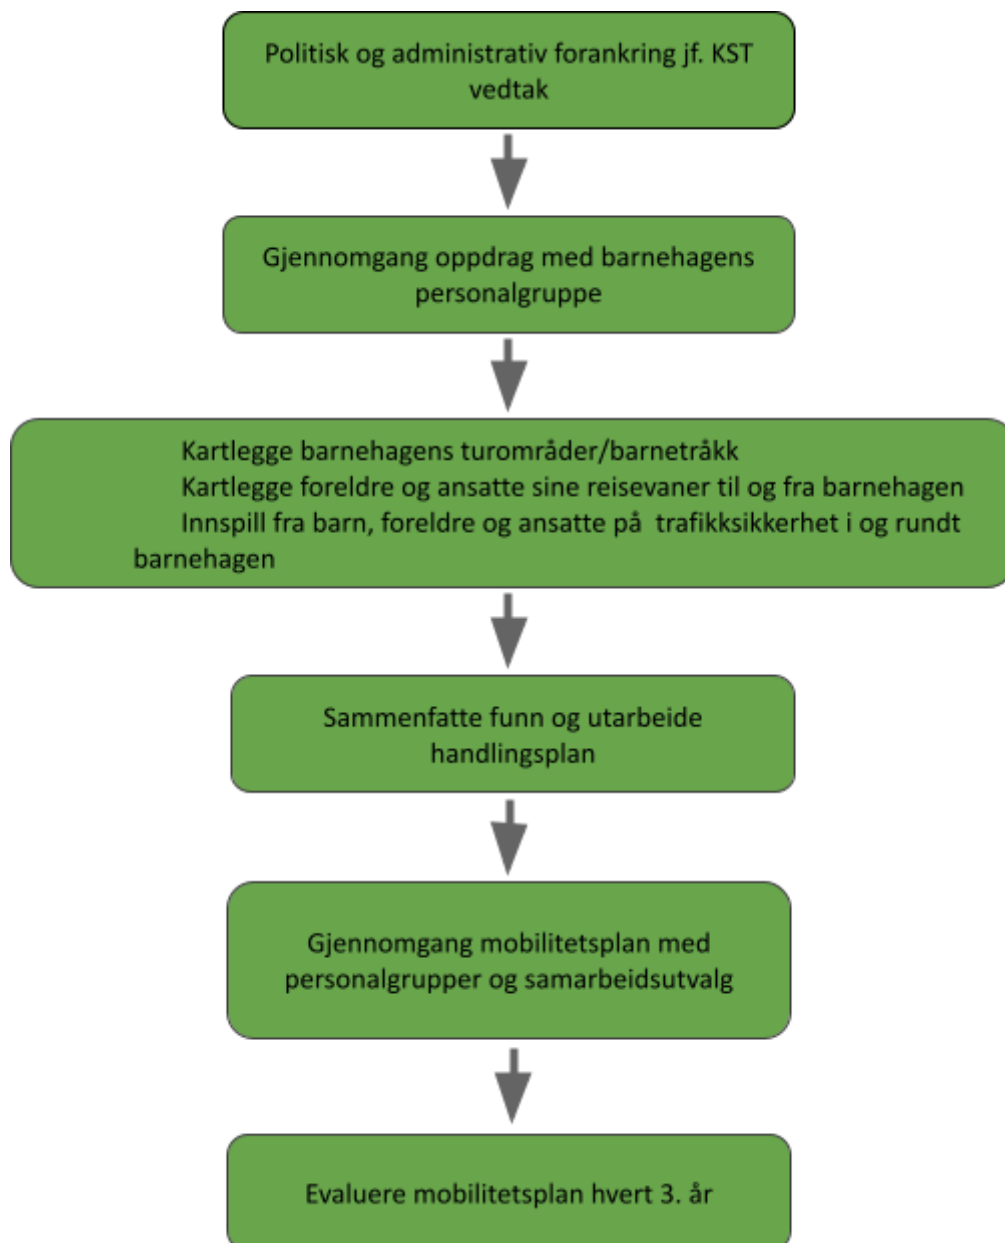 Politisk og administrativ forankring jf. KST
vedtak
Gjennomgang oppdrag med barnehagens
personalgruppe
Kartlegge barnehagens turområder/barnetråkk
Kartlegge foreldre og ansatte sine reisevaner til og fra barnehagen
Innspill fra barn, foreldre og ansatte på  trafikksikkerhet i og rundt
barnehagen
Sammenfatte funn og utarbeide
handlingsplan
Gjennomgang mobilitetsplan med
personalgrupper og samarbeidsutvalg
Evaluere mobilitetsplan hvert 3. år